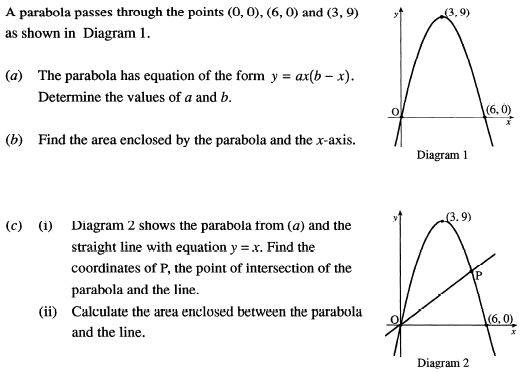 A parabola passes through the points (0, 0), (6, 0) and (3, 9)
as shown in Diagram 1.
(a) The parabola has equation of the form y = ax(b – x).
Determine the values of a and b.
(b) Find the area enclosed by the parabola and the x-axis.
y
(3, 9)
O
(6, 0)
x
Diagram 1
(c) (i) Diagram 2 shows the parabola from (a) and the
straight line with equation y = x. Find the
coordinates of P, the point of intersection of the
parabola and the line.
(ii) Calculate the area enclosed between the parabola
and the line.
y
(3, 9)
P
O
(6, 0)
x
Diagram 2